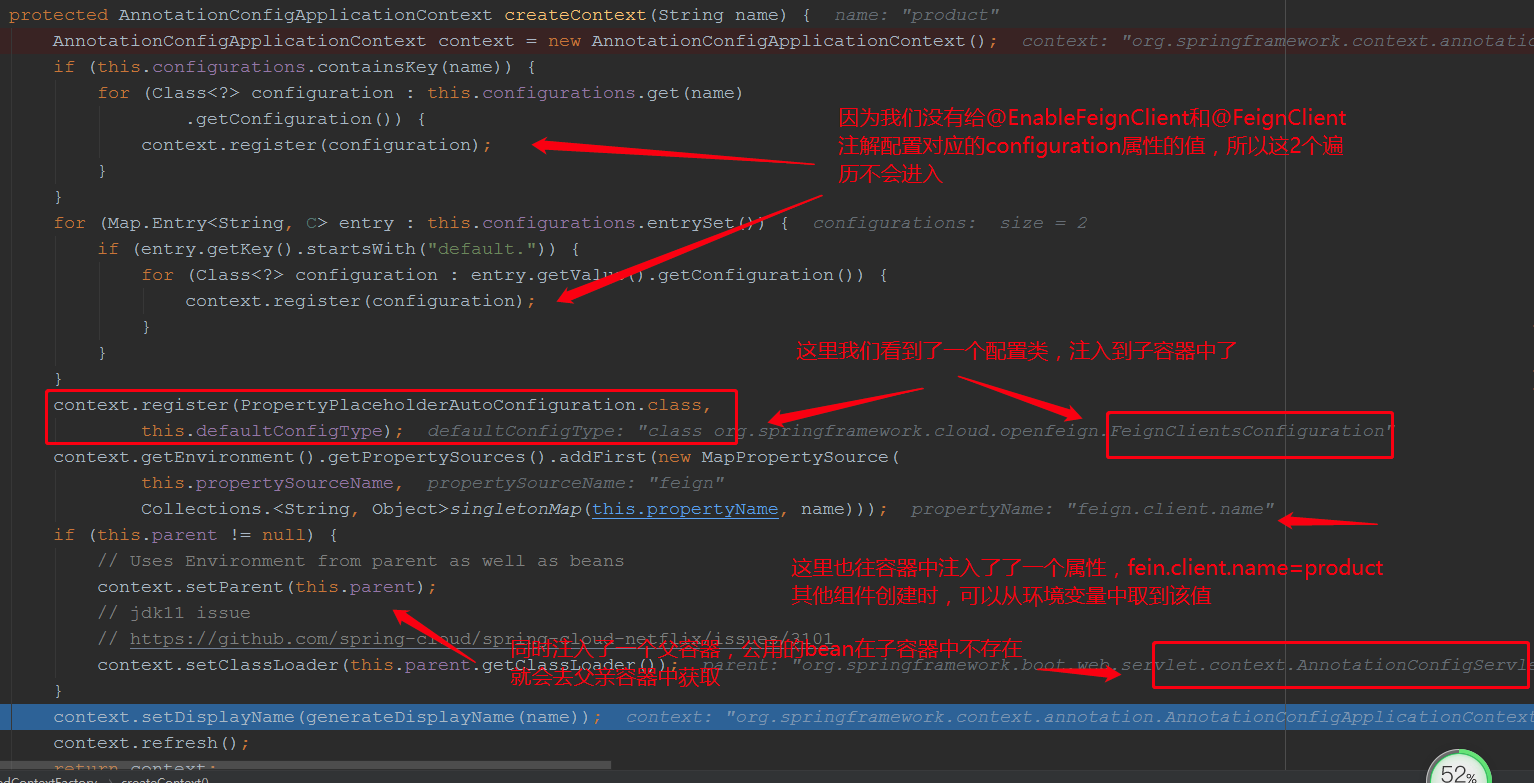 protected AnnotationConfigApplicationContext createContext(String name) {  name: "product"
AnnotationConfigApplicationContext context = new AnnotationConfigApplicationContext();  context: "org.springframework.context.annotatio
if (this.configurations.containsKey(name)) {
for (Class<?> configuration : this.configurations.get(name)
.getConfiguration()) {
context.register(configuration);
}
}
因为我们没有给@EnableFeignClient和@FeignClient
注解配置对应的configuration属性的值，所以这2个遍
历不会进入
for (Map.Entry<String, C> entry : this.configurations.entrySet()) {  configurations:  size = 2
if (entry.getKey().startsWith("default.")) {
for (Class<?> configuration : entry.getValue().getConfiguration()) {
context.register(configuration);
}
}
}
这里我们看到了一个配置类，注入到子容器中了
context.register(PropertyPlaceholderAutoConfiguration.class,
this.defaultConfigType);  defaultConfigType: "class org.springframework.cloud.openfeign.FeignClientsConfiguration"
context.getEnvironment().getPropertySources().addFirst(new MapPropertySource(
this.propertySourceName,  propertySourceName: "feign"
Collections.<String, Object>singletonMap(this.propertyName, name)));  propertyName: "feign.client.name"
if (this.parent != null) {
// Uses Environment from parent as well as beans
context.setParent(this.parent);
这里也往容器中注入了了一个属性，fein.client.name=product
其他组件创建时，可以从环境变量中取到该值
// jdk11 issue
// https://github.com/spring-cloud/spring-cloud-netflix/issues/3101
同时注入了一个父容器，公用的bean在子容器中不存在
就会去父亲容器中获取
context.setClassLoader(this.parent.getClassLoader());  parent: "org.springframework.boot.web.servlet.context.AnnotationConfigServle
}
context.setDisplayName(generateDisplayName(name));  context: "org.springframework.context.annotation.AnnotationConfigApplicationContext
context.refresh();
return context;
edContextFactory › createContext()
52%